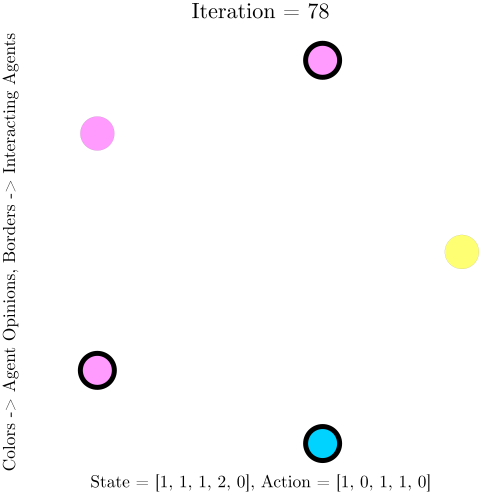 Iteration = 78
Colors -> Agent Opinions, Borders -> Interacting Agents
State = [1, 1, 1, 2, 0], Action = [1, 0, 1, 1, 0]